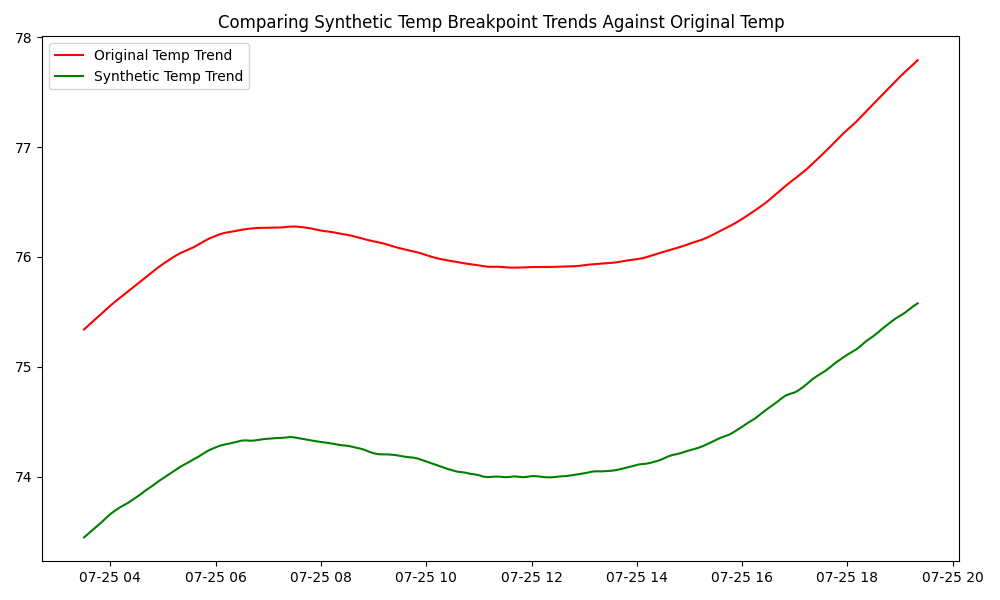 Comparing Synthetic Temp Breakpoint Trends Against Original Temp
Original Temp Trend
Synthetic Temp Trend
78
77
76
75
74
07-25 04 07-25 06 07-25 08 07-25 10 07-25 12 07-25 14 07-25 16 07-25 18 07-25 20